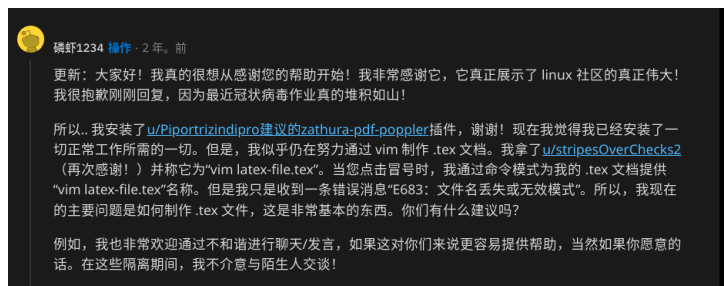 磷虾1234 操作 · 2 年。前
更新：大家好！我真的很想从感谢您的帮助开始！我非常感谢它，它真正展示了 linux 社区的真正伟大！
我很抱歉刚刚回复，因为最近冠状病毒作业真的堆积如山！
所以.. 我安装了u/Piportrizindipro建议的zathura-pdf-poppler插件，谢谢！现在我觉得我已经安装了一
切正常工作所需的一切。但是，我似乎仍在努力通过 vim 制作 .tex 文档。我拿了u/stripesOverChecks2
（再次感谢！）并称它为“vim latex-file.tex”。当您点击冒号时，我通过命令模式为我的 .tex 文档提供
“vim latex-file.tex”名称。但是我只是收到一条错误消息“E683：文件名丢失或无效模式”。所以，我现在
的主要问题是如何制作 .tex 文件，这是非常基本的东西。你们有什么建议吗？
例如，我也非常欢迎通过不和谐进行聊天/发言，如果这对你们来说更容易提供帮助，当然如果你愿意的
话。在这些隔离期间，我不介意与陌生人交谈！